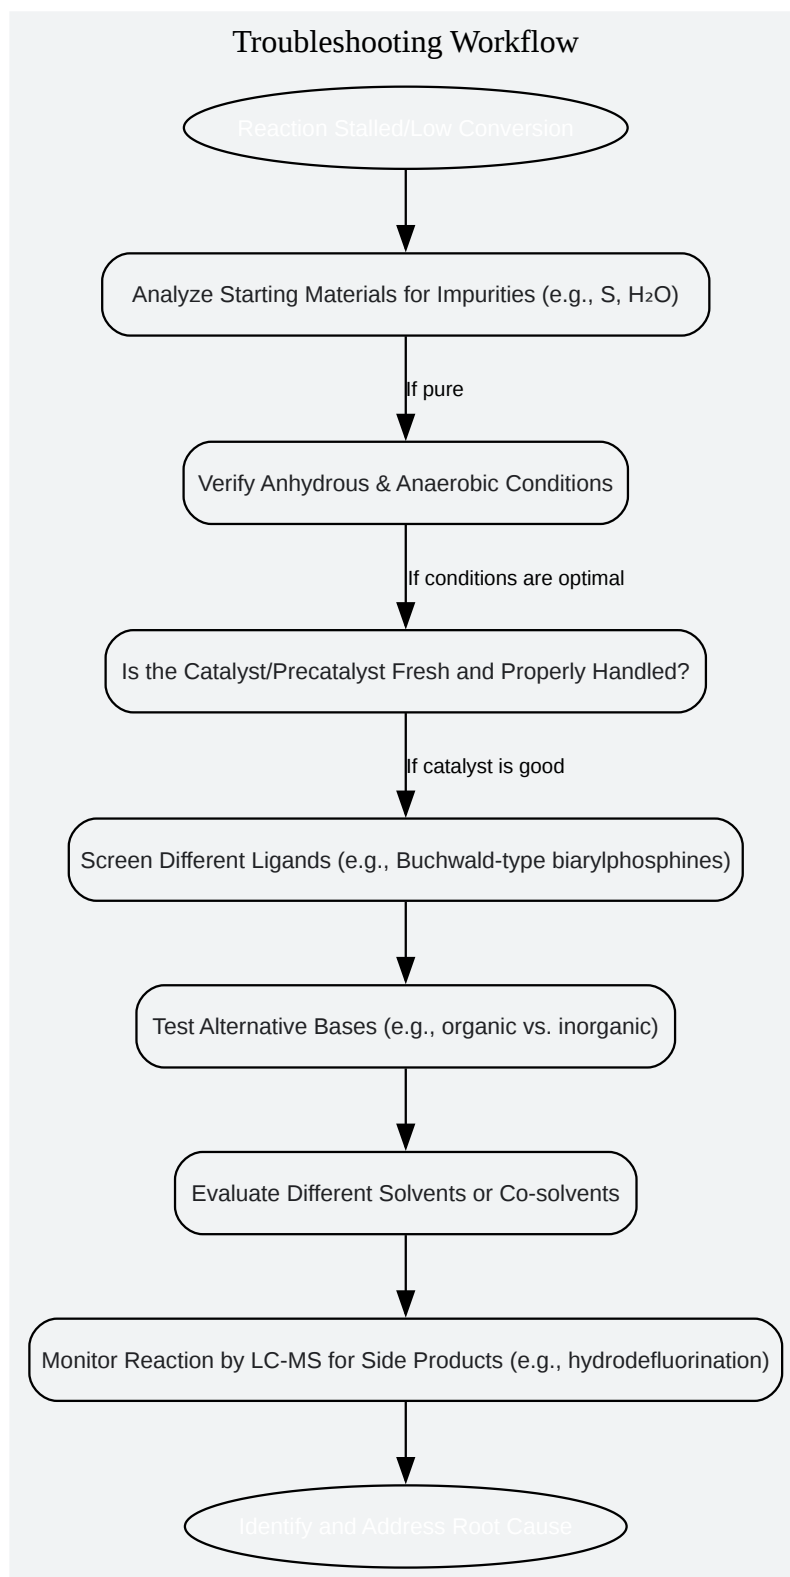 Troubleshooting Workflow
Reaction Stalled/Low Conversion
Analyze Starting Materials for Impurities (e.g., S, H₂O)
If pure
Verify Anhydrous & Anaerobic Conditions
If conditions are optimal
Is the Catalyst/Precatalyst Fresh and Properly Handled?
If catalyst is good
Screen Different Ligands (e.g., Buchwald-type biarylphosphines)
Test Alternative Bases (e.g., organic vs. inorganic)
Evaluate Different Solvents or Co-solvents
Monitor Reaction by LC-MS for Side Products (e.g., hydrodefluorination)
Identify and Address Root Cause